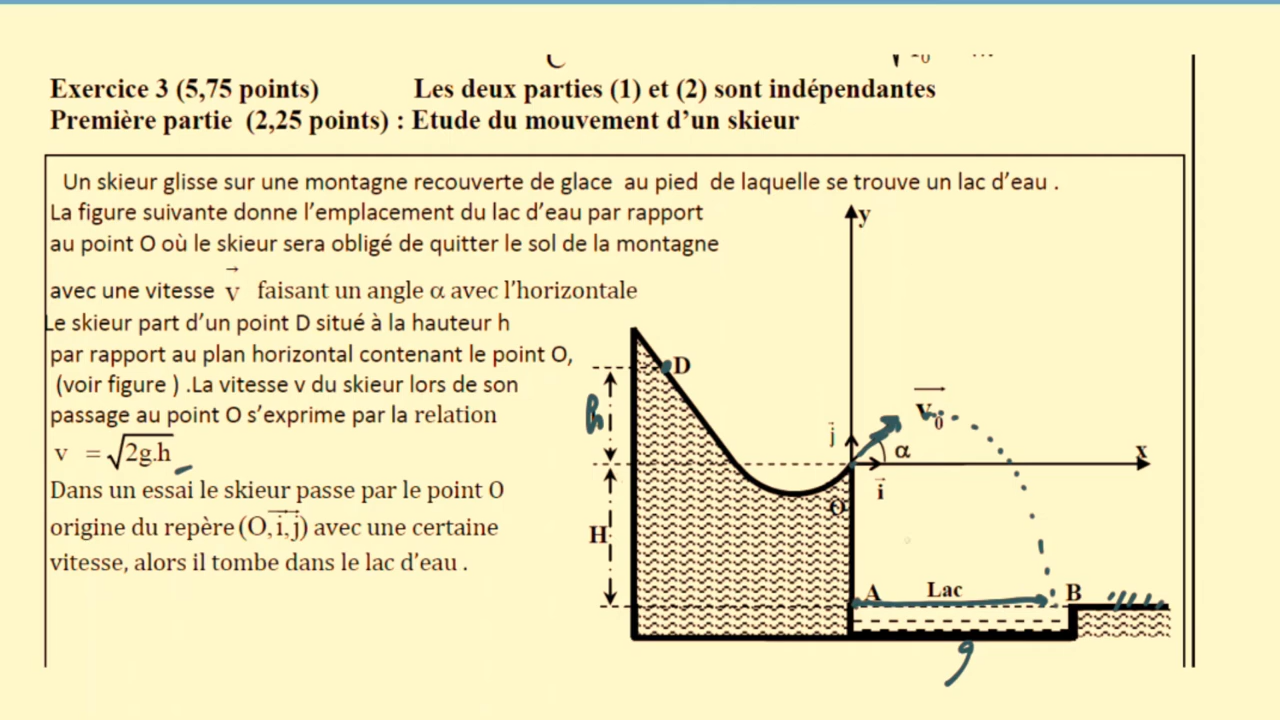 Exercice 3 (5,75 points) Les deux parties (1) et (2) sont indépendantes
Première partie (2,25 points) : Etude du mouvement d’un skieur
Un skieur glisse sur une montagne recouverte de glace au pied de laquelle se trouve un lac d’eau .
La figure suivante donne l’emplacement du lac d’eau par rapport
au point O où le skieur sera obligé de quitter le sol de la montagne
avec une vitesse v⃗ faisant un angle α avec l’horizontale
Le skieur part d’un point D situé à la hauteur h
par rapport au plan horizontal contenant le point O,
(voir figure ) .La vitesse v du skieur lors de son
passage au point O s’exprime par la relation
v = √2g.h
Dans un essai le skieur passe par le point O
origine du repère (O, i⃗, j⃗) avec une certaine
vitesse, alors il tombe dans le lac d’eau .
y
D
h
v⃗₀
j⃗
α
x
i⃗
O
H
A
Lac
B